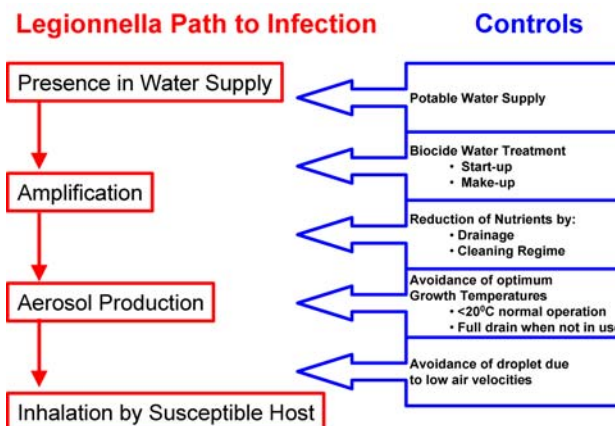 Legionnella Path to Infection
Controls
Presence in Water Supply
Amplification
Aerosol Production
Inhalation by Susceptible Host
Potable Water Supply
Biocide Water Treatment
• Start-up
• Make-up
Reduction of Nutrients by:
• Drainage
• Cleaning Regime
Avoidance of optimum
Growth Temperatures
• <20⁰C normal operation
• Full drain when not in use
Avoidance of droplet due
to low air velocities